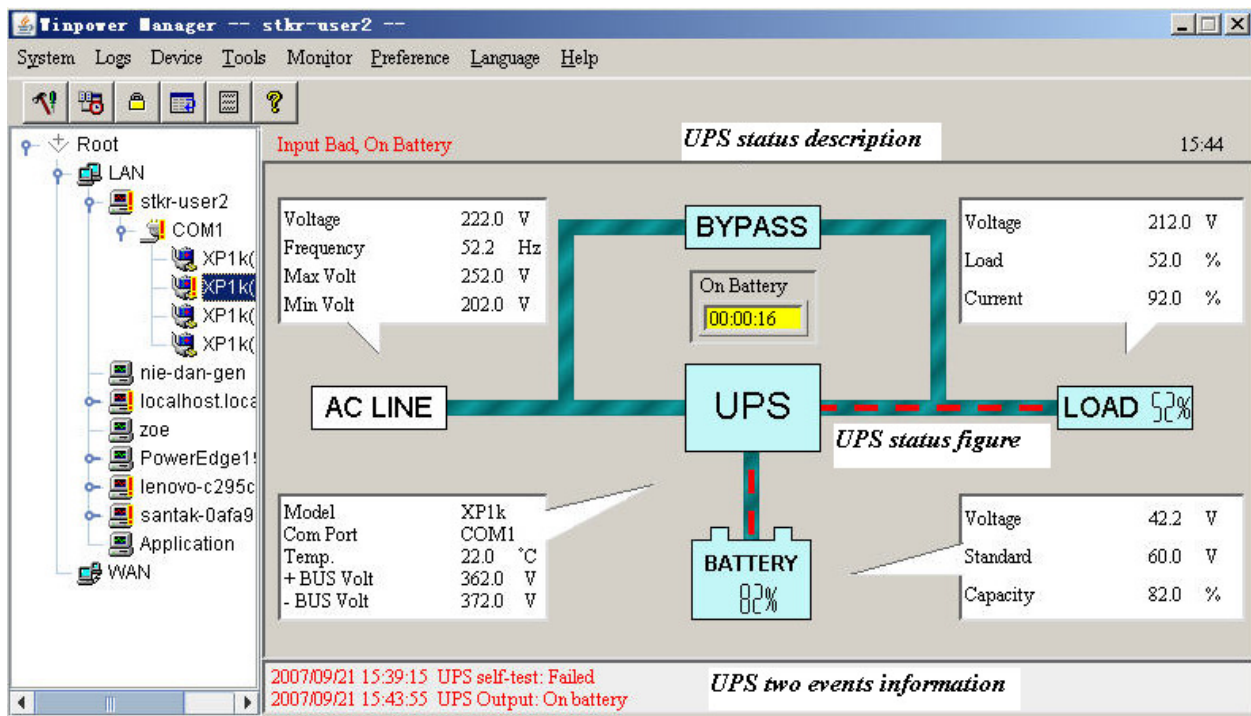 Winpower Manager -- stkr-user2 --
System Logs Device Tools Monitor Preference Language Help
Root
LAN
stkr-user2
COM1
XP1k(
XP1k(
XP1k(
XP1k(
nie-dan-gen
localhost.loca
zoe
PowerEdge19
lenovo-c295c
santak-0afa9
Application
WAN
Input Bad, On Battery
UPS status description
15:44
Voltage 222.0 V
Frequency 52.2 Hz
Max Volt 252.0 V
Min Volt 202.0 V
BYPASS
On Battery
00:00:16
Voltage 212.0 V
Load 52.0 %
Current 92.0 %
AC LINE
UPS
LOAD 52%
UPS status figure
Model XP1k
Com Port COM1
Temp. 22.0 °C
+ BUS Volt 362.0 V
- BUS Volt 372.0 V
BATTERY
82%
Voltage 42.2 V
Standard 60.0 V
Capacity 82.0 %
2007/09/21 15:39:15 UPS self-test: Failed
2007/09/21 15:43:55 UPS Output: On battery
UPS two events information